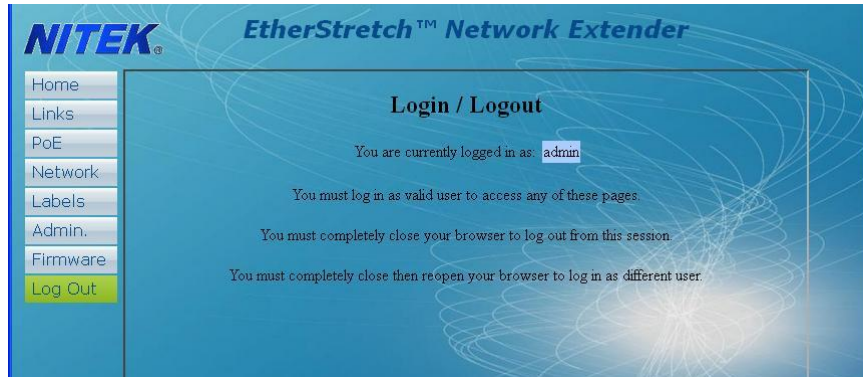 NITEK®
EtherStretch™ Network Extender
Home
Links
PoE
Network
Labels
Admin.
Firmware
Log Out
Login / Logout
You are currently logged in as: admin
You must log in as valid user to access any of these pages.
You must completely close your browser to log out from this session.
You must completely close then reopen your browser to log in as different user.